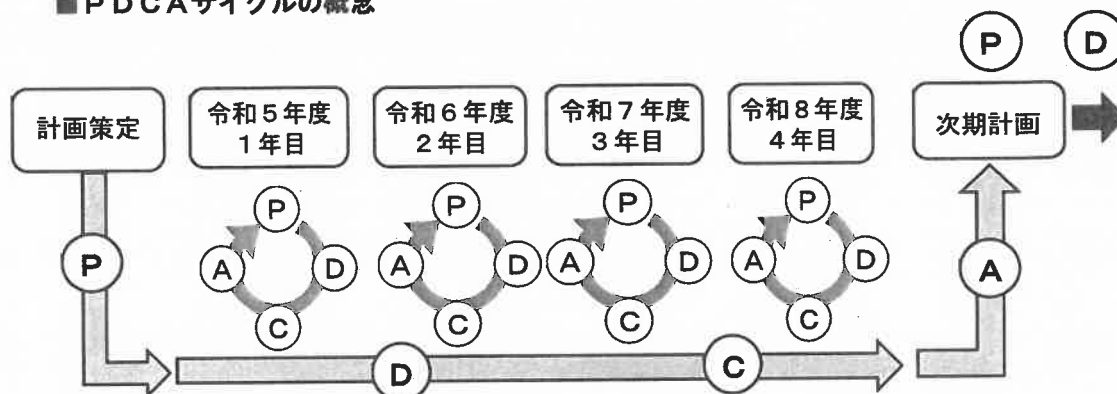 ■PDCAサイクルの概念
P D
計画策定
令和5年度
1年目
令和6年度
2年目
令和7年度
3年目
令和8年度
4年目
次期計画
P
A D
C
P
A D
C
P
A D
C
P
A D
C
P
A
D
C